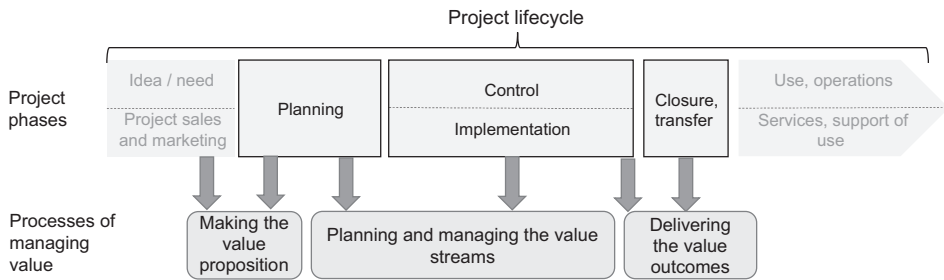 Project lifecycle
Project
phases
Idea / need
Project sales
and marketing
Planning
Control
Implementation
Closure,
transfer
Use, operations
Services, support of
use
Processes of
managing
value
Making the
value
proposition
Planning and managing the value
streams
Delivering
the value
outcomes